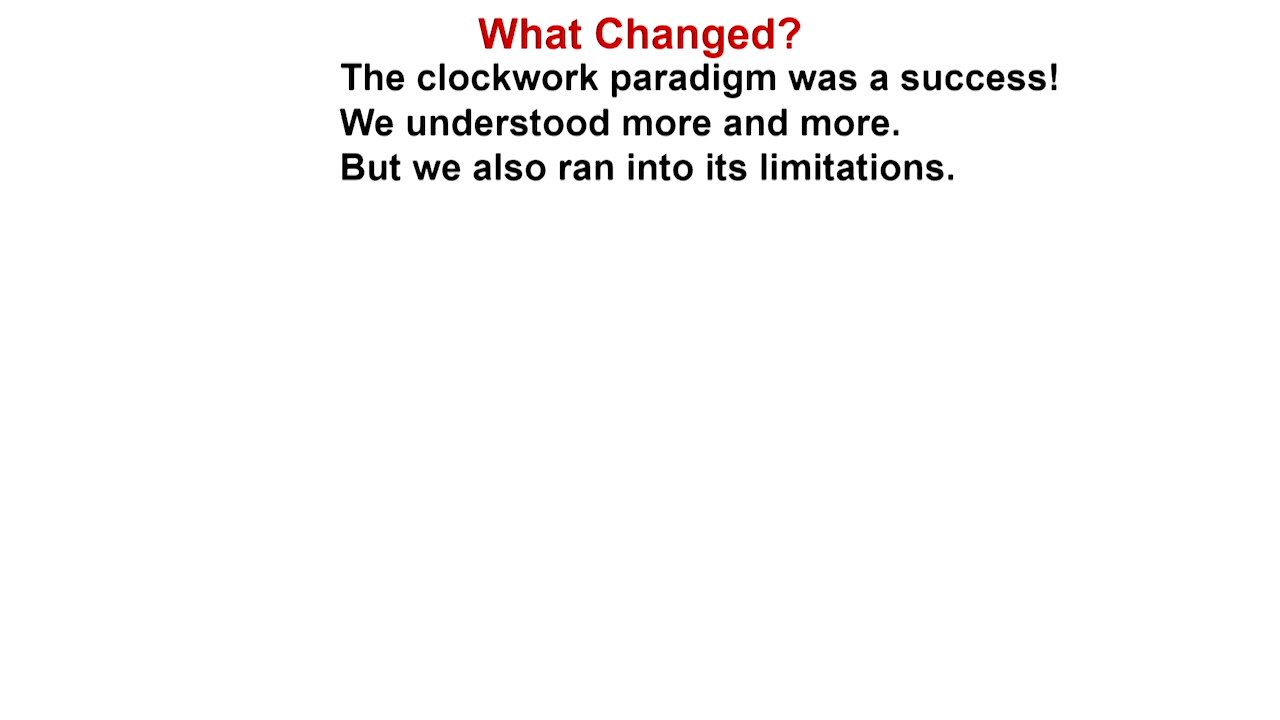 What Changed?
The clockwork paradigm was a success!
We understood more and more.
But we also ran into its limitations.